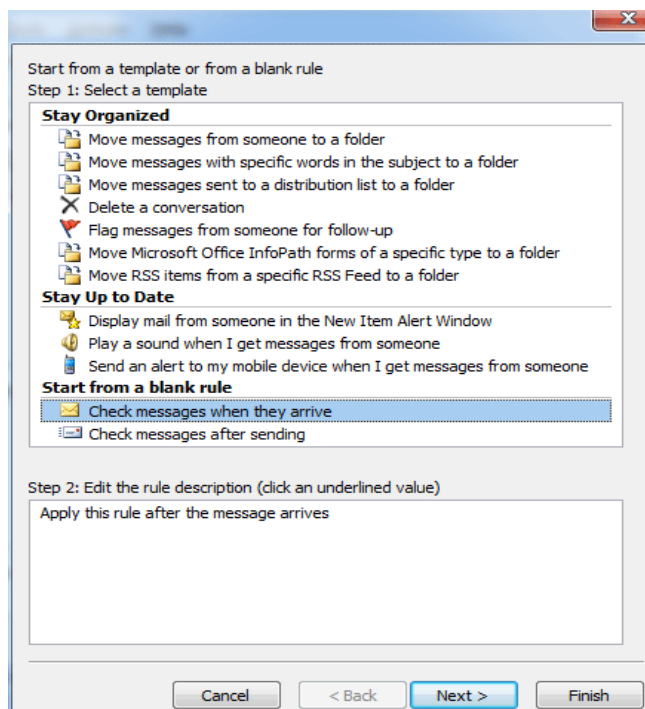 Start from a template or from a blank rule
Step 1: Select a template
Stay Organized
Move messages from someone to a folder
Move messages with specific words in the subject to a folder
Move messages sent to a distribution list to a folder
Delete a conversation
Flag messages from someone for follow-up
Move Microsoft Office InfoPath forms of a specific type to a folder
Move RSS items from a specific RSS Feed to a folder
Stay Up to Date
Display mail from someone in the New Item Alert Window
Play a sound when I get messages from someone
Send an alert to my mobile device when I get messages from someone
Start from a blank rule
Check messages when they arrive
Check messages after sending
Step 2: Edit the rule description (click an underlined value)
Apply this rule after the message arrives
Cancel < Back Next > Finish